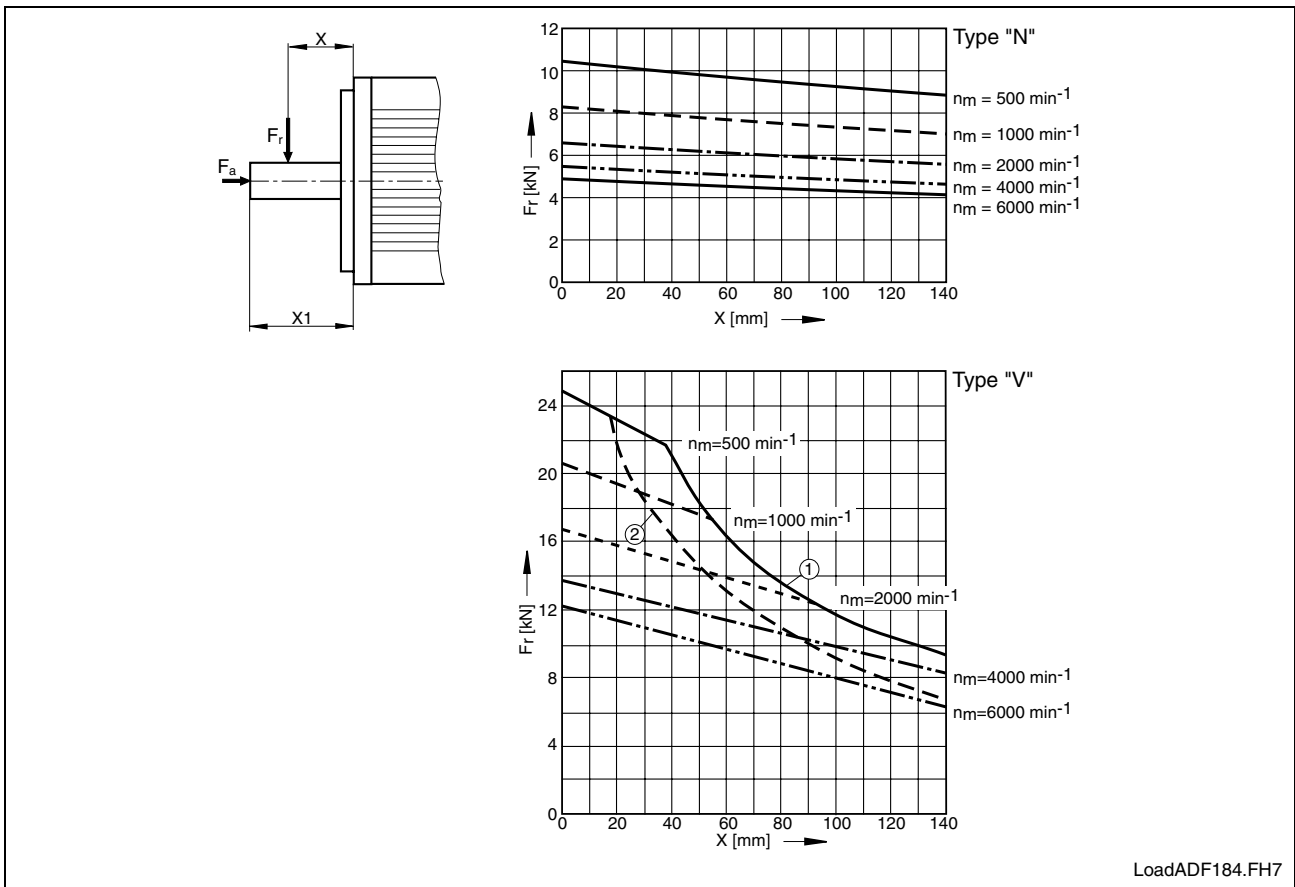 X
Fr
Fa
X1
Type "N"
12
10
8
6
4
2
0
Fr [kN]
nm = 500 min-1
nm = 1000 min-1
nm = 2000 min-1
nm = 4000 min-1
nm = 6000 min-1
0 20 40 60 80 100 120 140
X [mm]
Type "V"
24
20
16
12
8
4
0
Fr [kN]
nm=500 min-1
nm=1000 min-1
2
1
nm=2000 min-1
nm=4000 min-1
nm=6000 min-1
0 20 40 60 80 100 120 140
X [mm]
LoadADF184.FH7